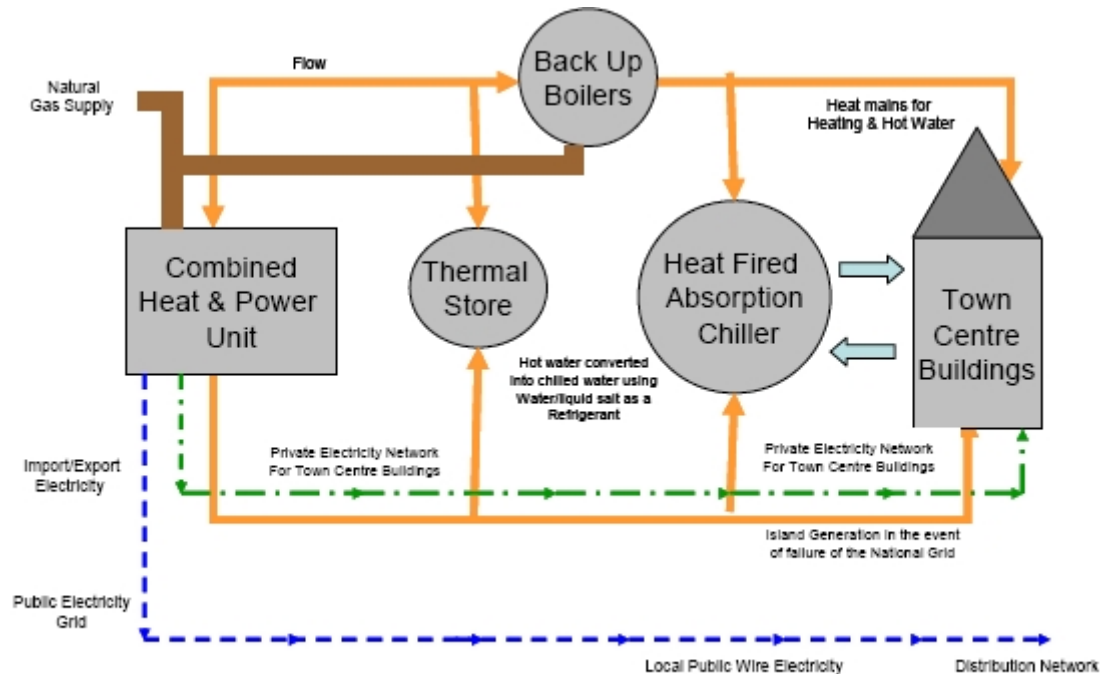 Flow
Back Up
Boilers
Natural
Gas Supply
Heat mains for
Heating & Hot Water
Combined
Heat & Power
Unit
Thermal
Store
Heat Fired
Absorption
Chiller
Town
Centre
Buildings
Hot water converted
into chilled water using
Water/liquid salt as a
Refrigerant
Import/Export
Electricity
Private Electricity Network
For Town Centre Buildings
Private Electricity Network
For Town Centre Buildings
Island Generation in the event
of failure of the National Grid
Public Electricity
Grid
Local Public Wire Electricity
Distribution Network